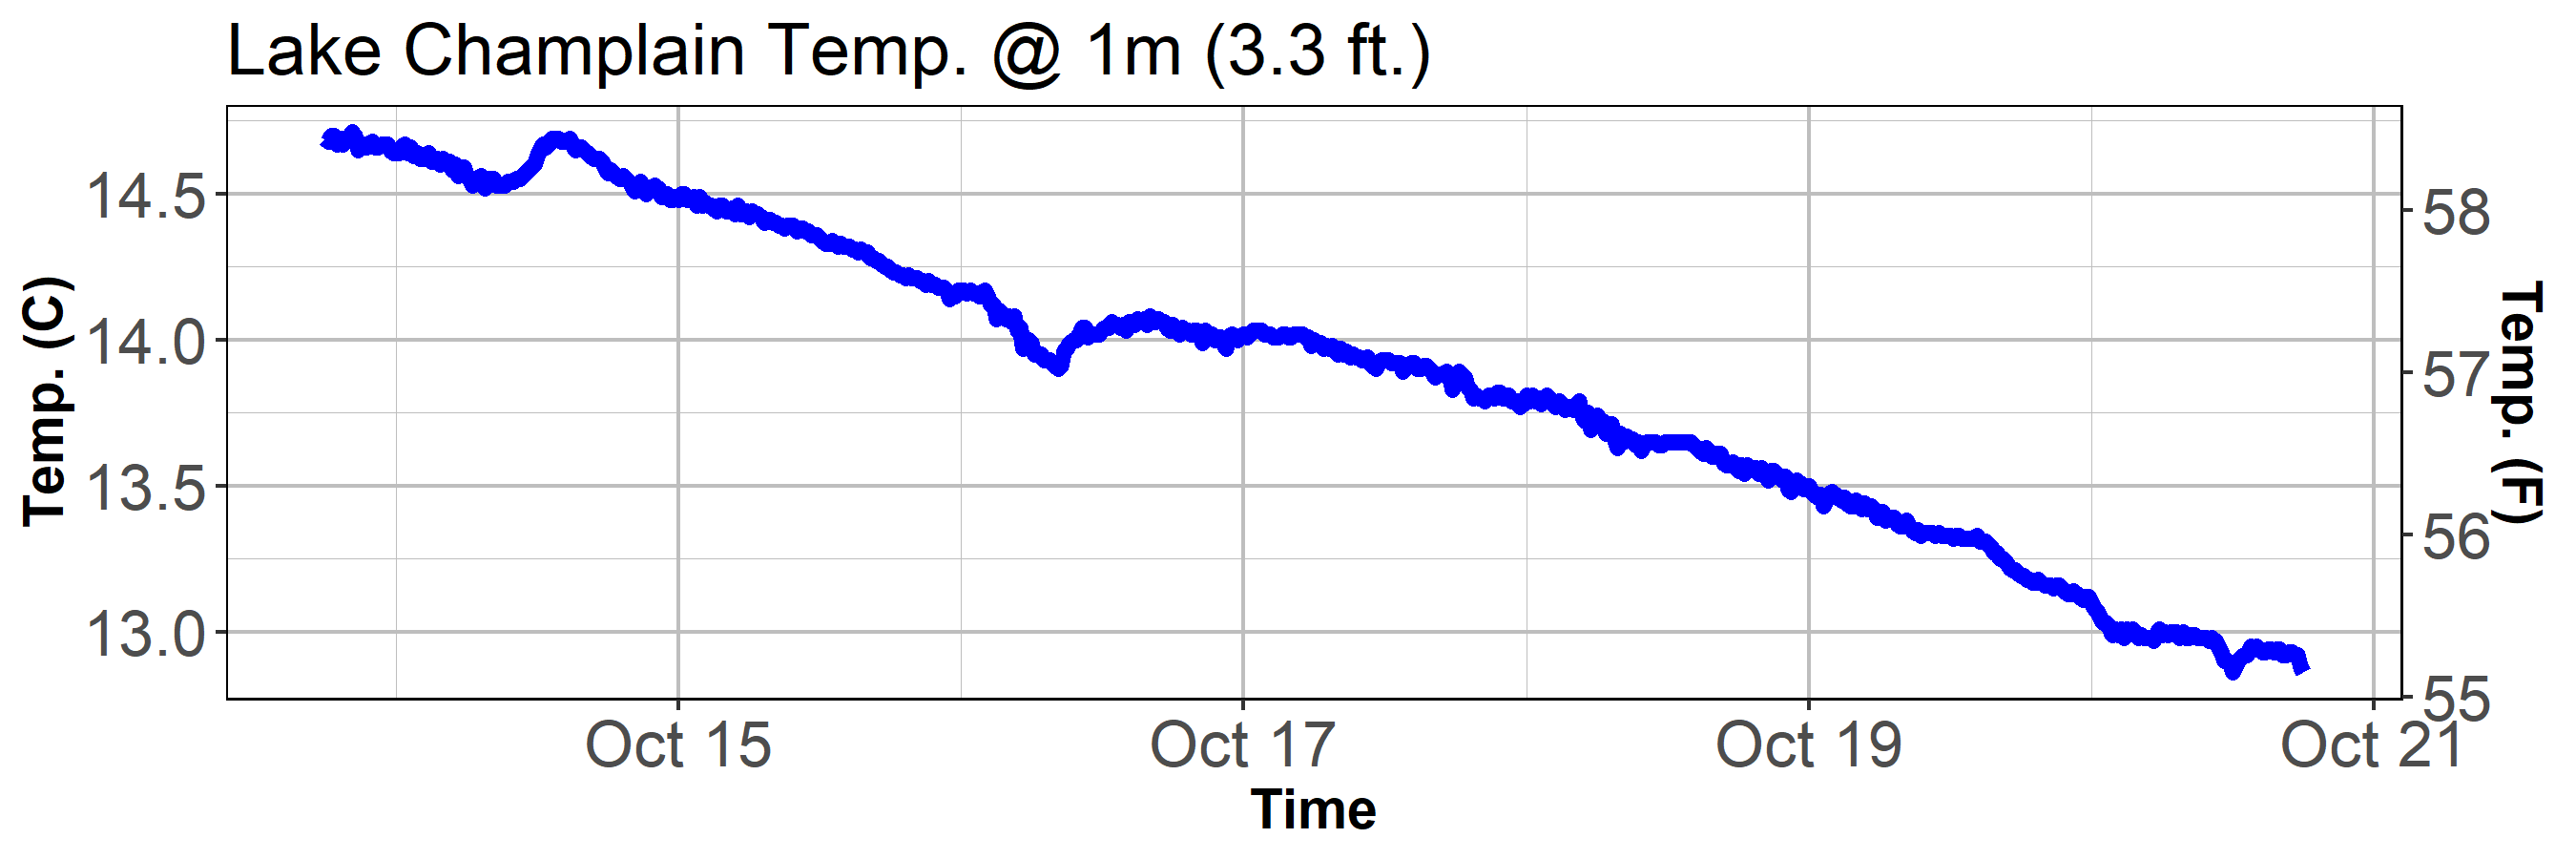 Lake Champlain Temp. @ 1m (3.3 ft.)
Temp. (C)
14.5
14.0
13.5
13.0
58
57
56
55
Temp. (F)
Oct 15 Oct 17 Oct 19 Oct 21
Time